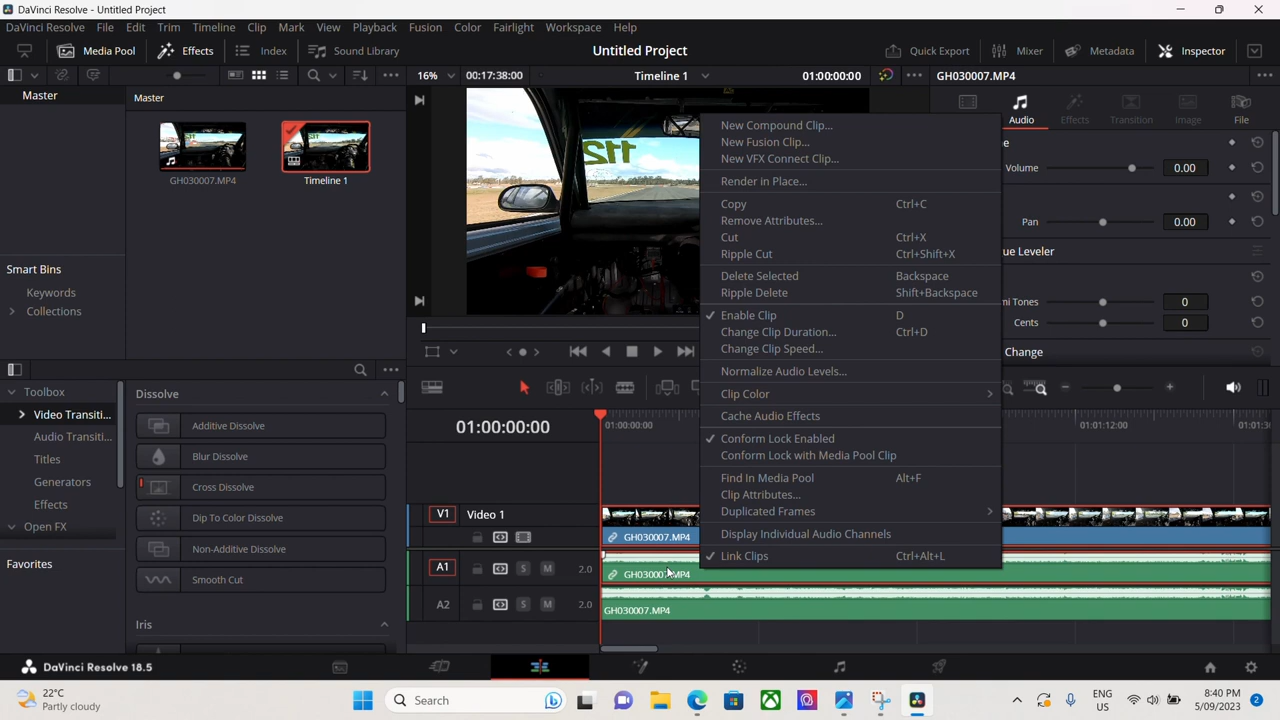 DaVinci Resolve - Untitled Project
DaVinci Resolve File Edit Trim Timeline Clip Mark View Playback Fusion Color Fairlight Workspace Help
Media Pool Effects Index Sound Library Untitled Project Quick Export Mixer Metadata Inspector
16% 00:17:38:00 Timeline 1 01:00:00:00 GH030007.MP4
Master Master
Audio Effects Transition Image File
GH030007.MP4 Timeline 1
112
New Compound Clip...
New Fusion Clip...
New VFX Connect Clip...
Render in Place...
Copy Ctrl+C
Remove Attributes...
Cut Ctrl+X
Ripple Cut Ctrl+Shift+X
Delete Selected Backspace
Ripple Delete Shift+Backspace
Enable Clip D
Change Clip Duration... Ctrl+D
Change Clip Speed...
Normalize Audio Levels...
Clip Color
Cache Audio Effects
Conform Lock Enabled
Conform Lock with Media Pool Clip
Find In Media Pool Alt+F
Clip Attributes...
Duplicated Frames
Display Individual Audio Channels
Link Clips Ctrl+Alt+L
e
Volume 0.00
Pan 0.00
ue Leveler
mi Tones 0
Cents 0
Change
Smart Bins
Keywords
Collections
Toolbox
Video Transiti...
Audio Transiti...
Titles
Generators
Effects
Open FX
Favorites
Dissolve
Additive Dissolve
Blur Dissolve
Cross Dissolve
Dip To Color Dissolve
Non-Additive Dissolve
Smooth Cut
Iris
01:00:00:00 01:00:00:00 01:01:12:00 01:01:3
V1 Video 1
GH030007.MP4
A1 S M 2.0
GH030007.MP4
A2 S M 2.0
GH030007.MP4
DaVinci Resolve 18.5
22°C
Partly cloudy
Search
ENG
US
8:40 PM
5/09/2023
2